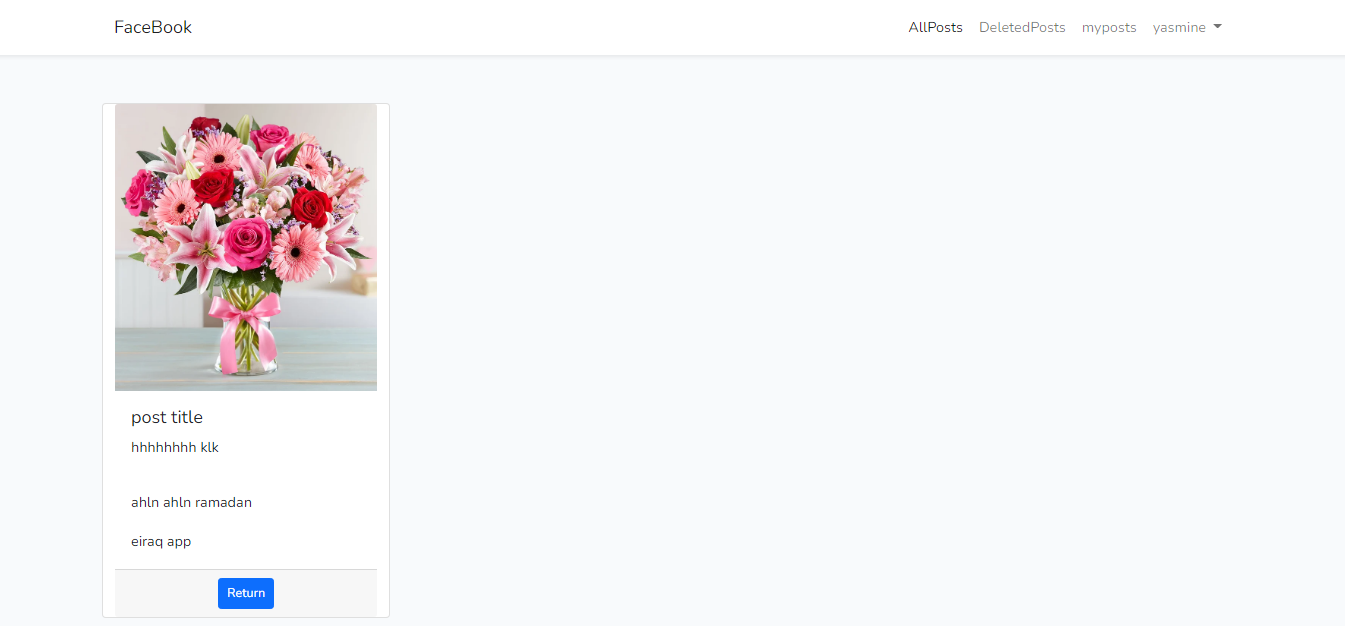 FaceBook
AllPosts DeletedPosts myposts yasmine
post title
hhhhhhhh klk
ahln ahln ramadan
eiraq app
Return